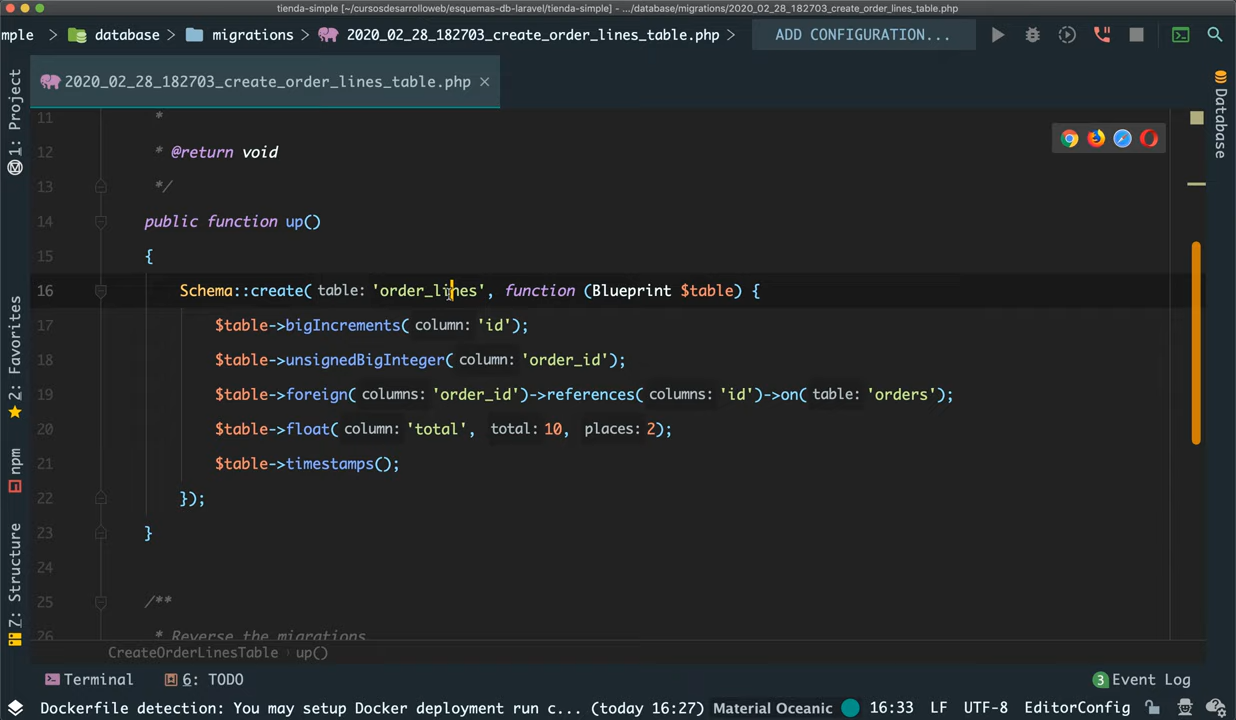 tienda-simple [~/cursosdesarrolloweb/esquemas-db-laravel/tienda-simple] - .../database/migrations/2020_02_28_182703_create_order_lines_table.php
mple > database > migrations > 2020_02_28_182703_create_order_lines_table.php > ADD CONFIGURATION...
2020_02_28_182703_create_order_lines_table.php ×
1: Project
2: Favorites
npm
7: Structure
Database
11 *
12 * @return void
13 */
14 public function up()
15 {
16 Schema::create( table: 'order_lines', function (Blueprint $table) {
17 $table->bigIncrements( column: 'id');
18 $table->unsignedBigInteger( column: 'order_id');
19 $table->foreign( columns: 'order_id')->references( columns: 'id')->on( table: 'orders');
20 $table->float( column: 'total', total: 10, places: 2);
21 $table->timestamps();
22 });
23 }
24
25 /**
26 * Reverse the migrations
CreateOrderLinesTable > up()
Terminal 6: TODO 3 Event Log
Dockerfile detection: You may setup Docker deployment run c... (today 16:27) Material Oceanic 16:33 LF UTF-8 EditorConfig